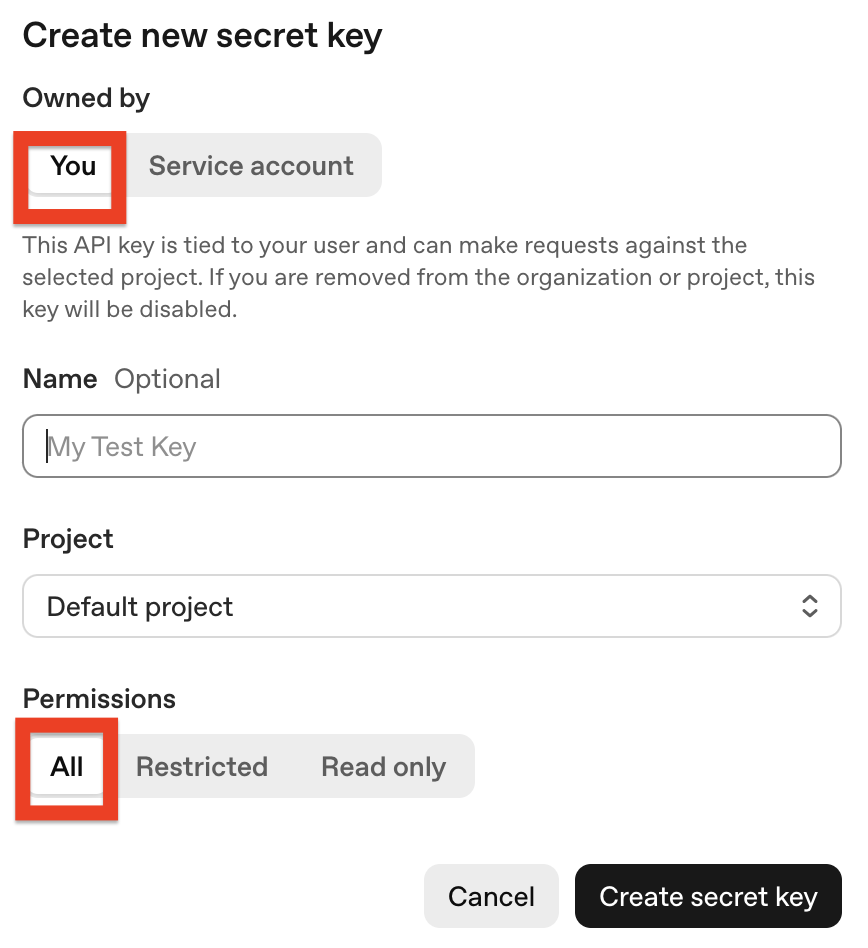 Create new secret key
Owned by
You Service account
This API key is tied to your user and can make requests against the
selected project. If you are removed from the organization or project, this
key will be disabled.
Name Optional
My Test Key
Project
Default project
Permissions
All Restricted Read only
Cancel Create secret key